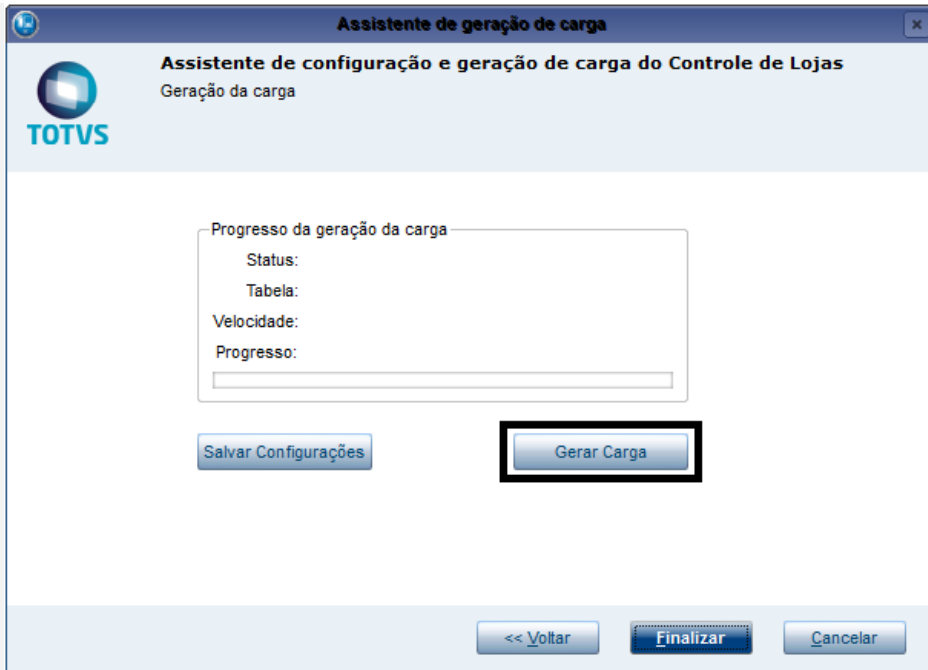 Assistente de geração de carga
Assistente de configuração e geração de carga do Controle de Lojas
Geração da carga
TOTVS
Progresso da geração da carga
Status:
Tabela:
Velocidade:
Progresso:
Salvar Configurações
Gerar Carga
<< Voltar
Finalizar
Cancelar